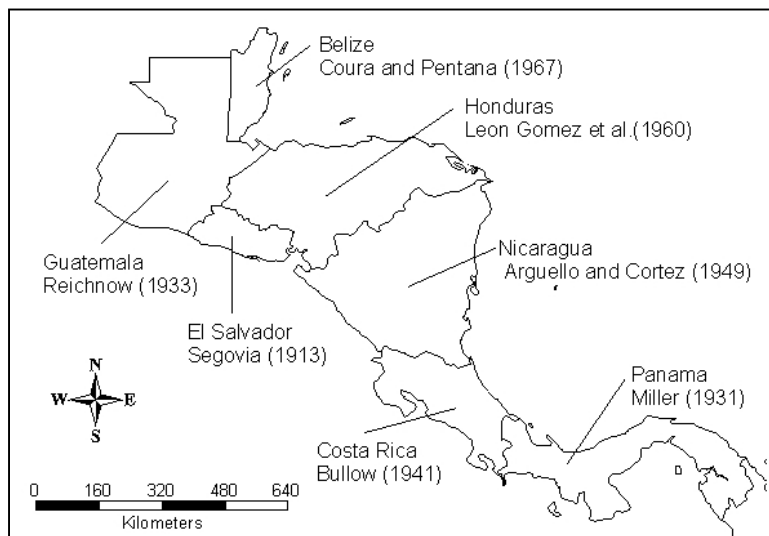 Belize
Coura and Pentana (1967)
Honduras
Leon Gomez et al.(1960)
Nicaragua
Arguello and Cortez (1949)
Guatemala
Reichnow (1933)
El Salvador
Segovia (1913)
Panama
Miller (1931)
Costa Rica
Bullow (1941)
N
W E
S
0 160 320 480 640
Kilometers